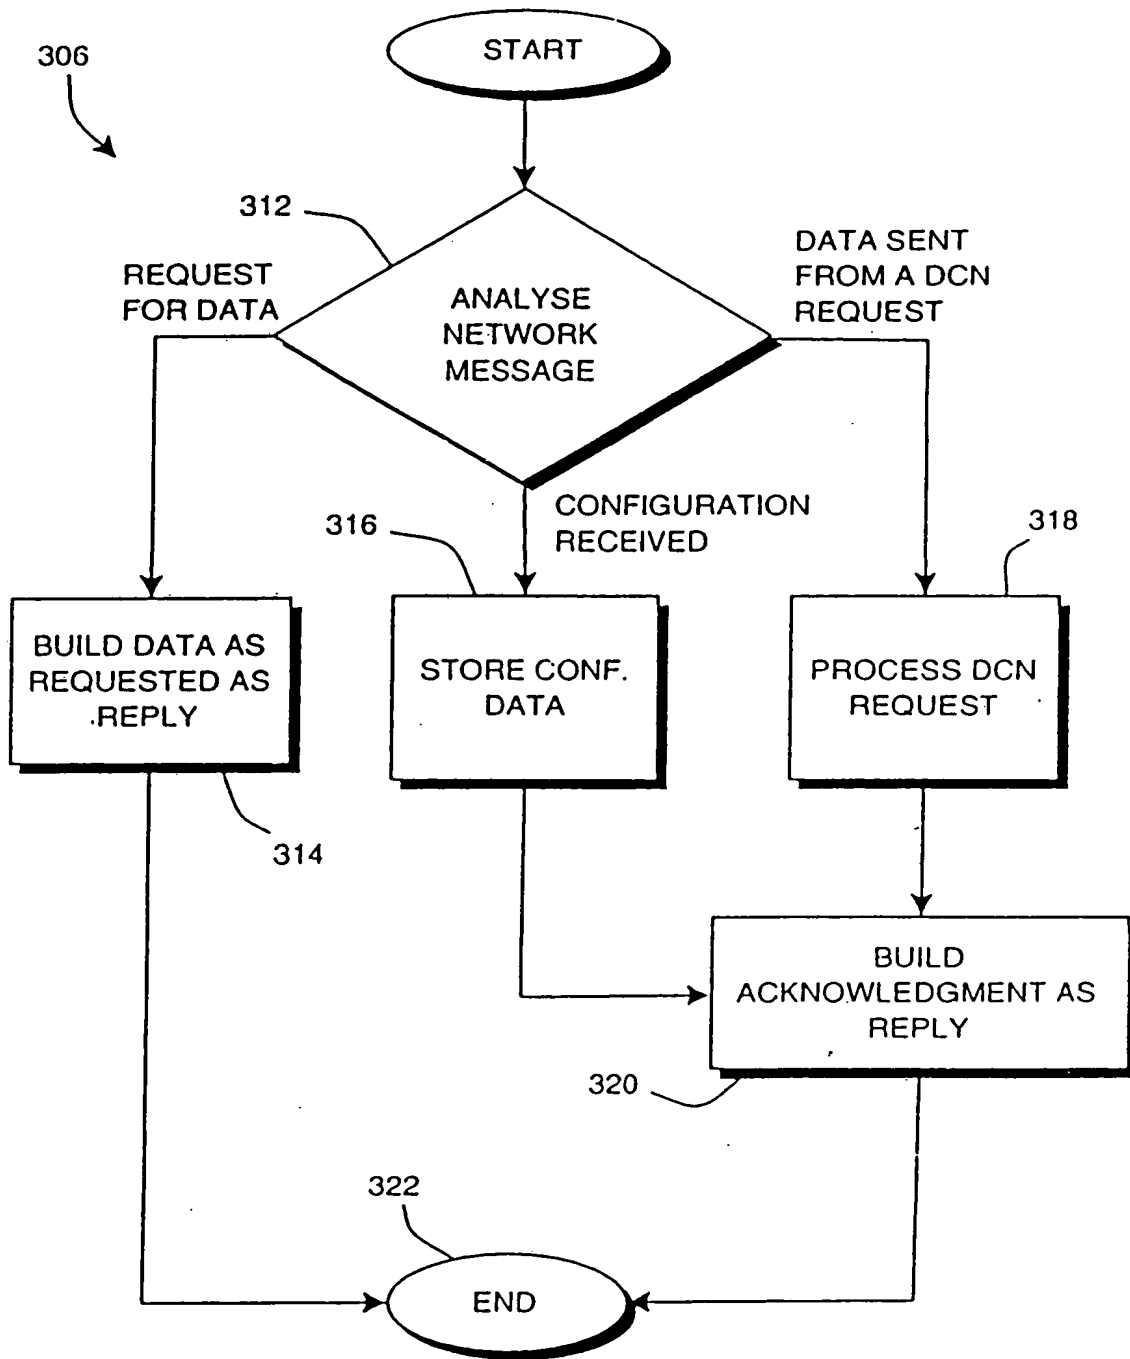 306
START
312
REQUEST
FOR DATA
ANALYSE
NETWORK
MESSAGE
DATA SENT
FROM A DCN
REQUEST
316
CONFIGURATION
RECEIVED
318
BUILD DATA AS
REQUESTED AS
REPLY
STORE CONF.
DATA
PROCESS DCN
REQUEST
314
BUILD
ACKNOWLEDGMENT AS
REPLY
320
322
END